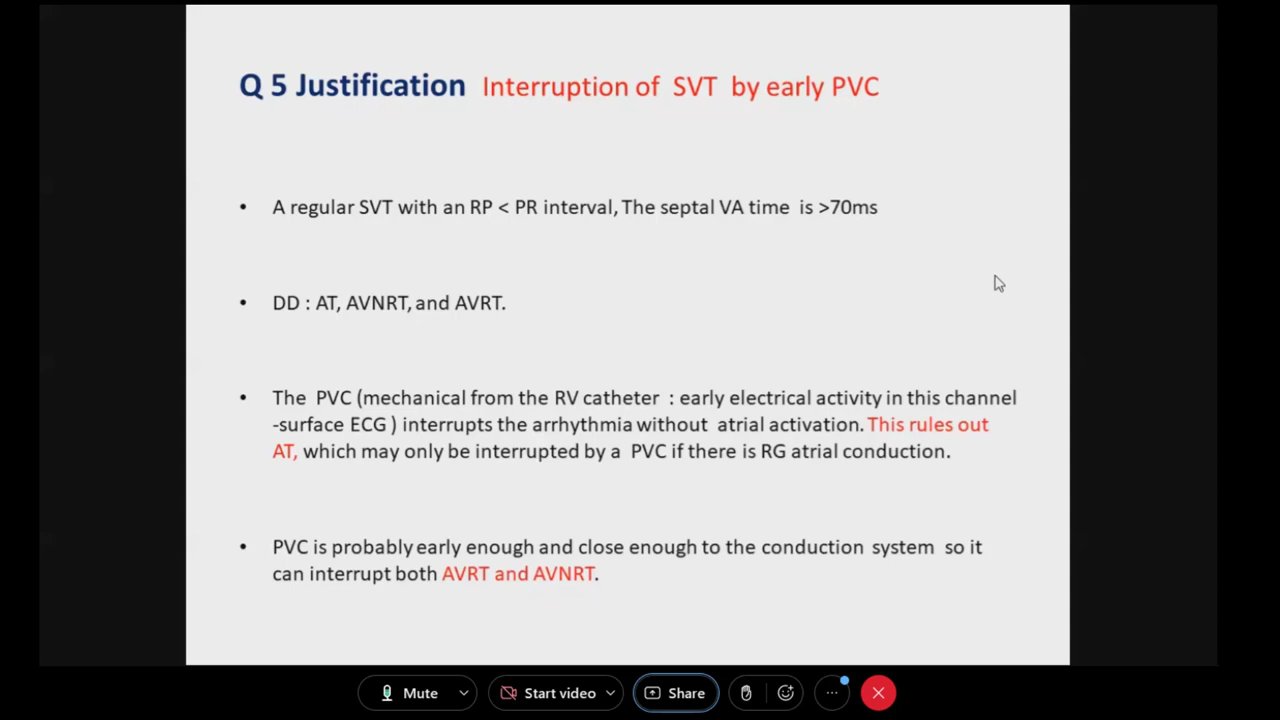 Q 5 Justification Interruption of SVT by early PVC
• A regular SVT with an RP < PR interval, The septal VA time is >70ms
• DD : AT, AVNRT, and AVRT.
• The PVC (mechanical from the RV catheter : early electrical activity in this channel
-surface ECG ) interrupts the arrhythmia without atrial activation. This rules out
AT, which may only be interrupted by a PVC if there is RG atrial conduction.
• PVC is probably early enough and close enough to the conduction system so it
can interrupt both AVRT and AVNRT.
Mute Start video Share